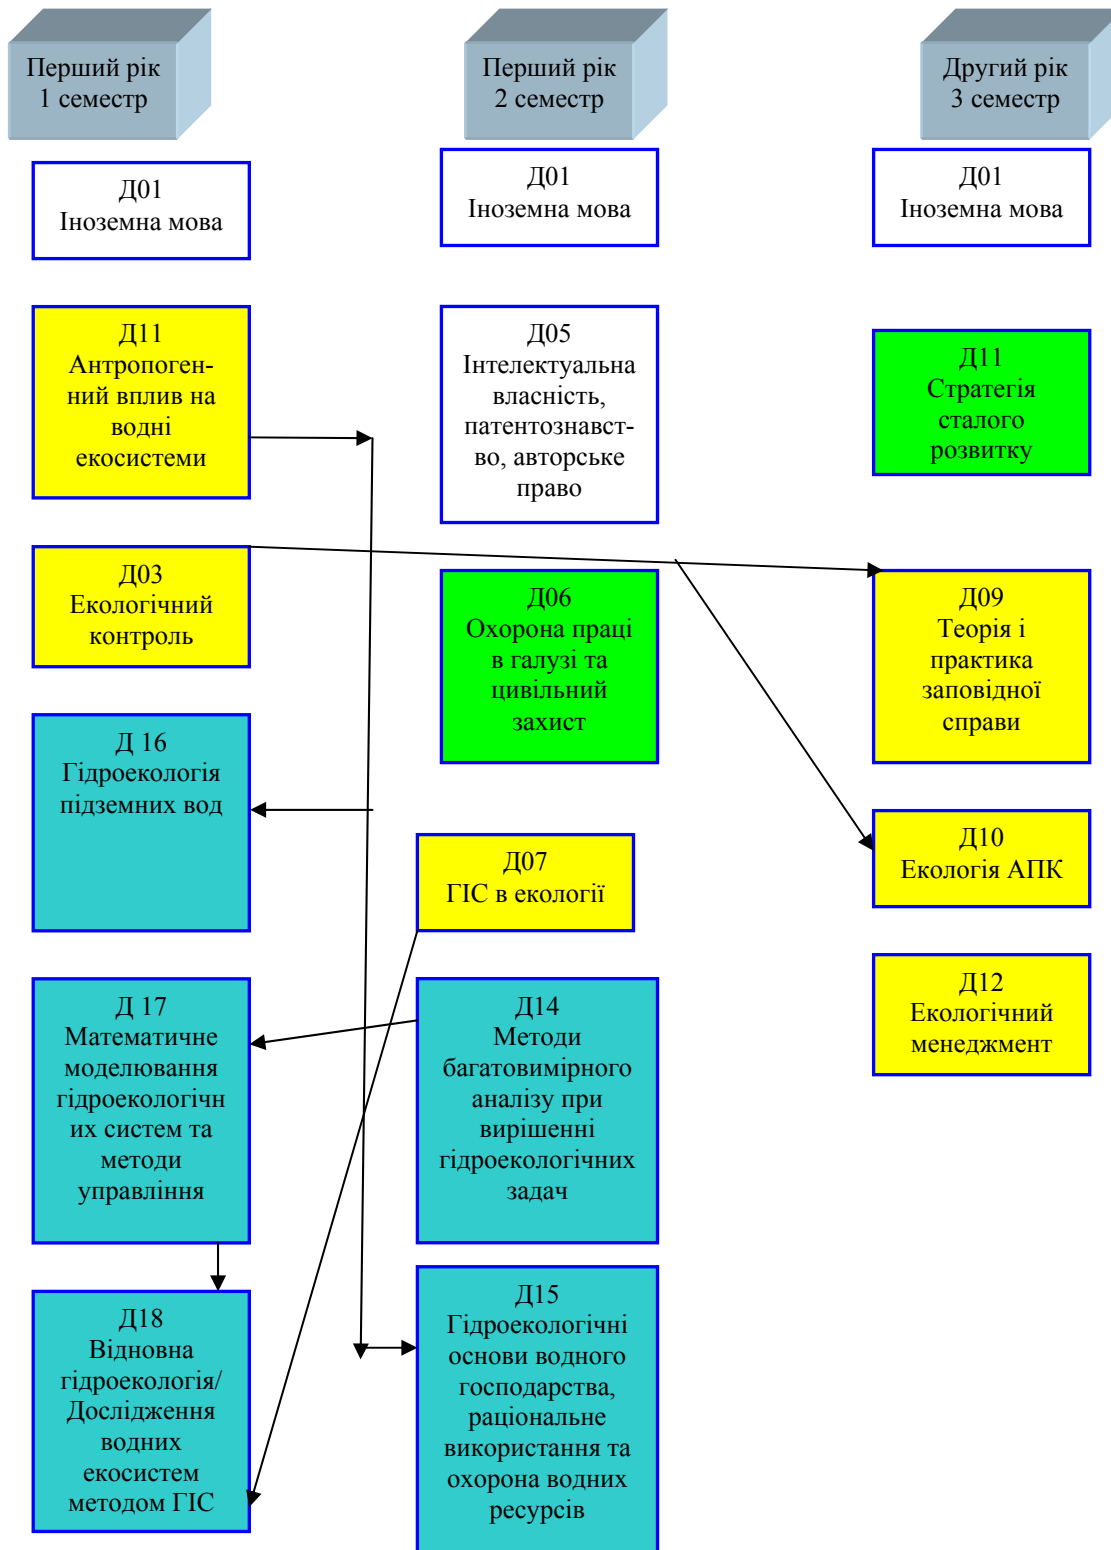 Перший рік
1 семестр
Перший рік
2 семестр
Другий рік
3 семестр
Д01
Іноземна мова
Д11
Антропоген-
ний вплив на
водні
екосистеми
Д03
Екологічний
контроль
Д 16
Гідроекологія
підземних вод
Д 17
Математичне
моделювання
гідроекологічн
их систем та
методи
управління
Д18
Відновна
гідроекологія/
Дослідження
водних
екосистем
методом ГІС
Д01
Іноземна мова
Д05
Інтелектуальна
власність,
патентознавст-
во, авторське
право
Д06
Охорона праці
в галузі та
цивільний
захист
Д07
ГІС в екології
Д14
Методи
багатовимірного
аналізу при
вирішенні
гідроекологічних
задач
Д15
Гідроекологічні
основи водного
господарства,
раціональне
використання та
охорона водних
ресурсів
Д01
Іноземна мова
Д11
Стратегія
сталого
розвитку
Д09
Теорія і
практика
заповідної
справи
Д10
Екологія АПК
Д12
Екологічний
менеджмент